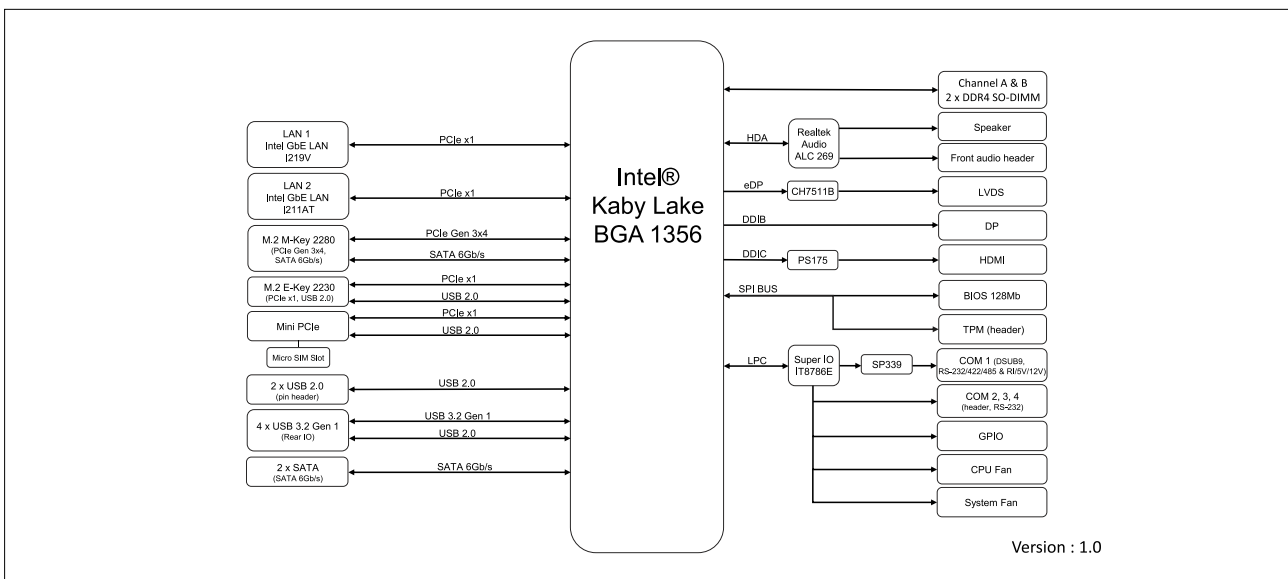 LAN 1
Intel GbE LAN
I219V
PCIe x1
LAN 2
Intel GbE LAN
I211AT
PCIe x1
M.2 M-Key 2280
(PCIe Gen 3x4,
SATA 6Gb/s)
PCIe Gen 3x4
SATA 6Gb/s
M.2 E-Key 2230
(PCIe x1, USB 2.0)
PCIe x1
USB 2.0
Mini PCIe
PCIe x1
USB 2.0
Micro SIM Slot
2 x USB 2.0
(pin header)
USB 2.0
4 x USB 3.2 Gen 1
(Rear IO)
USB 3.2 Gen 1
USB 2.0
2 x SATA
(SATA 6Gb/s)
SATA 6Gb/s
Intel®
Kaby Lake
BGA 1356
Channel A & B
2 x DDR4 SO-DIMM
HDA
Realtek
Audio
ALC 269
Speaker
Front audio header
eDP
CH7511B
LVDS
DDIB
DP
DDIC
PS175
HDMI
SPI BUS
BIOS 128Mb
TPM (header)
LPC
Super IO
IT8786E
SP339
COM 1 (DSUB9,
RS-232/422/485 & RI/5V/12V)
COM 2, 3, 4
(header, RS-232)
GPIO
CPU Fan
System Fan
Version : 1.0